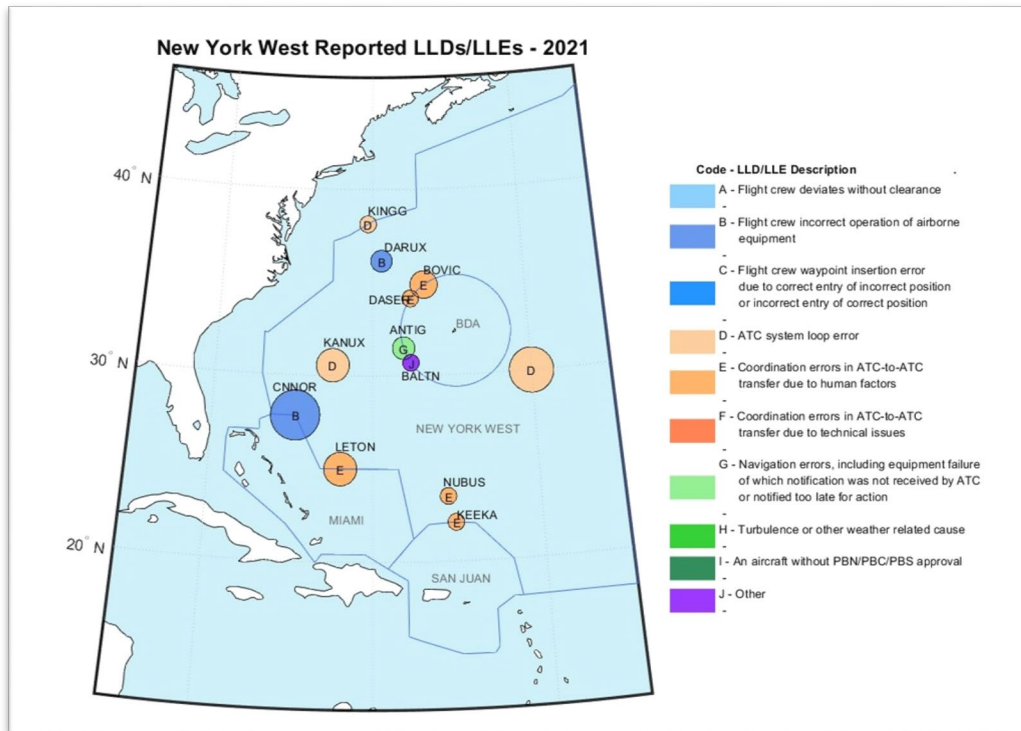 New York West Reported LLDs/LLEs - 2021
40° N
30° N
20° N
KINGG
D
DARUX
B
BOVIC
E
DASER
E
BDA
ANTIG
G
KANUX
D
J
BALTN
D
CNNOR
B
NEW YORK WEST
LETON
E
NUBUS
E
KEEKA
E
MIAMI
SAN JUAN
Code - LLD/LLE Description
A - Flight crew deviates without clearance
-
B - Flight crew incorrect operation of airborne
equipment
-
C - Flight crew waypoint insertion error
due to correct entry of incorrect position
or incorrect entry of correct position
-
D - ATC system loop error
-
E - Coordination errors in ATC-to-ATC
transfer due to human factors
-
F - Coordination errors in ATC-to-ATC
transfer due to technical issues
-
G - Navigation errors, including equipment failure
of which notification was not received by ATC
or notified too late for action
-
H - Turbulence or other weather related cause
-
I - An aircraft without PBN/PBC/PBS approval
-
J - Other
-